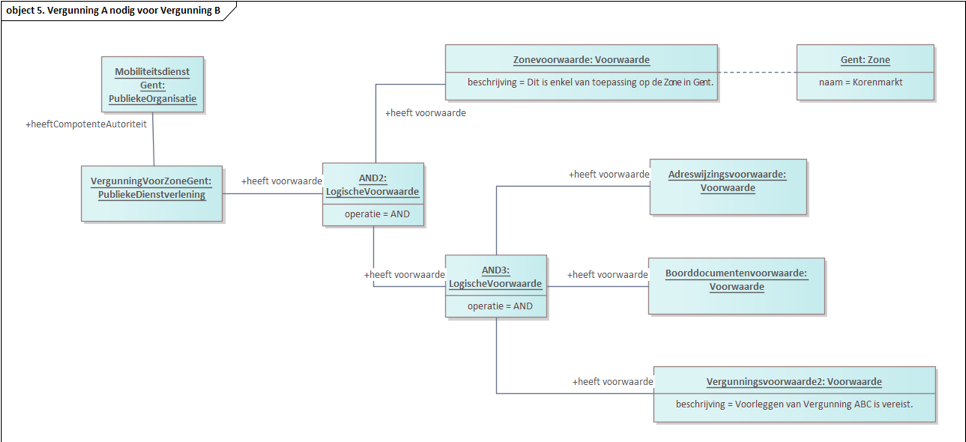 object 5. Vergunning A nodig voor Vergunning B
Mobiliteitsdienst
Gent:
PubliekeOrganisatie
+heeftCompotenteAutoriteit
VergunningVoorZoneGent:
PubliekeDienstverlening
+heeft voorwaarde
AND2:
LogischeVoorwaarde
operatie = AND
+heeft voorwaarde
Zonevoorwaarde: Voorwaarde
beschrijving = Dit is enkel van toepassing op de Zone in Gent.
Gent: Zone
naam = Korenmarkt
+heeft voorwaarde
AND3:
LogischeVoorwaarde
operatie = AND
+heeft voorwaarde
Adreswijzingsvoorwaarde:
Voorwaarde
+heeft voorwaarde
Boorddocumentenvoorwaarde:
Voorwaarde
+heeft voorwaarde
Vergunningsvoorwaarde2: Voorwaarde
beschrijving = Voorleggen van Vergunning ABC is vereist.